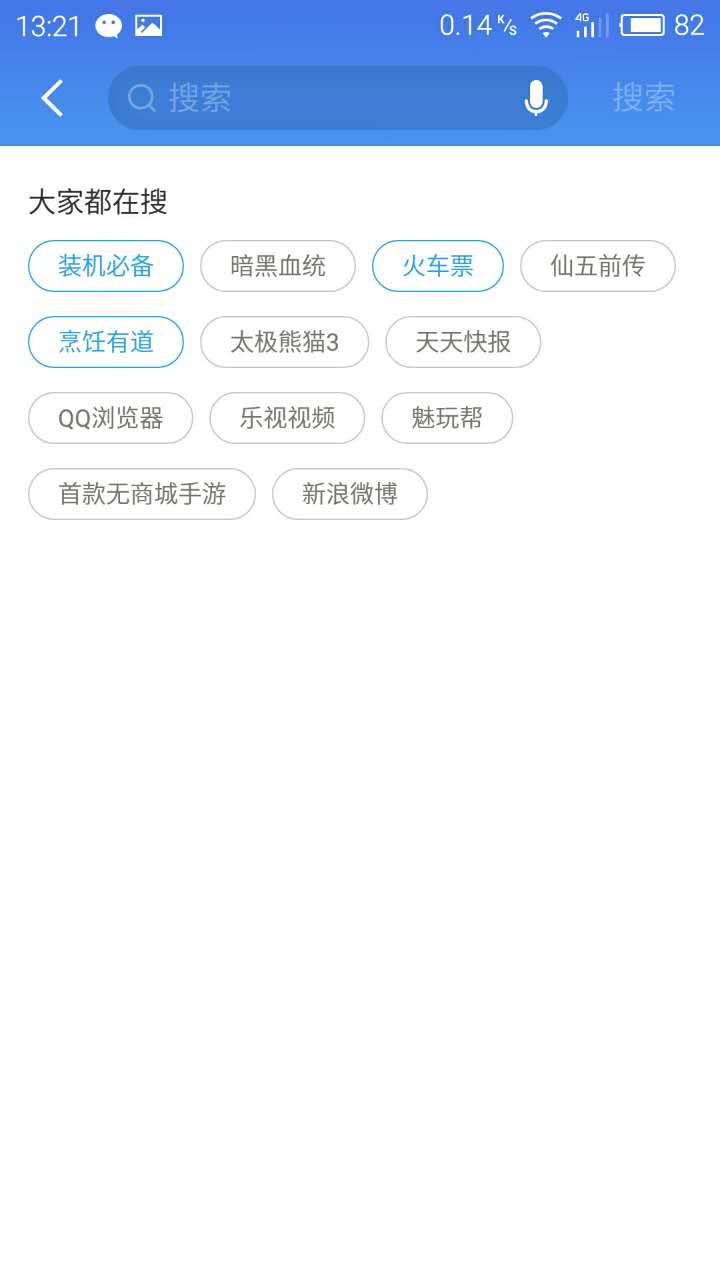 13:21 0.14 K/s 4G 82
搜索 搜索
大家都在搜
装机必备 暗黑血统 火车票 仙五前传
烹饪有道 太极熊猫3 天天快报
QQ浏览器 乐视视频 魅玩帮
首款无商城手游 新浪微博